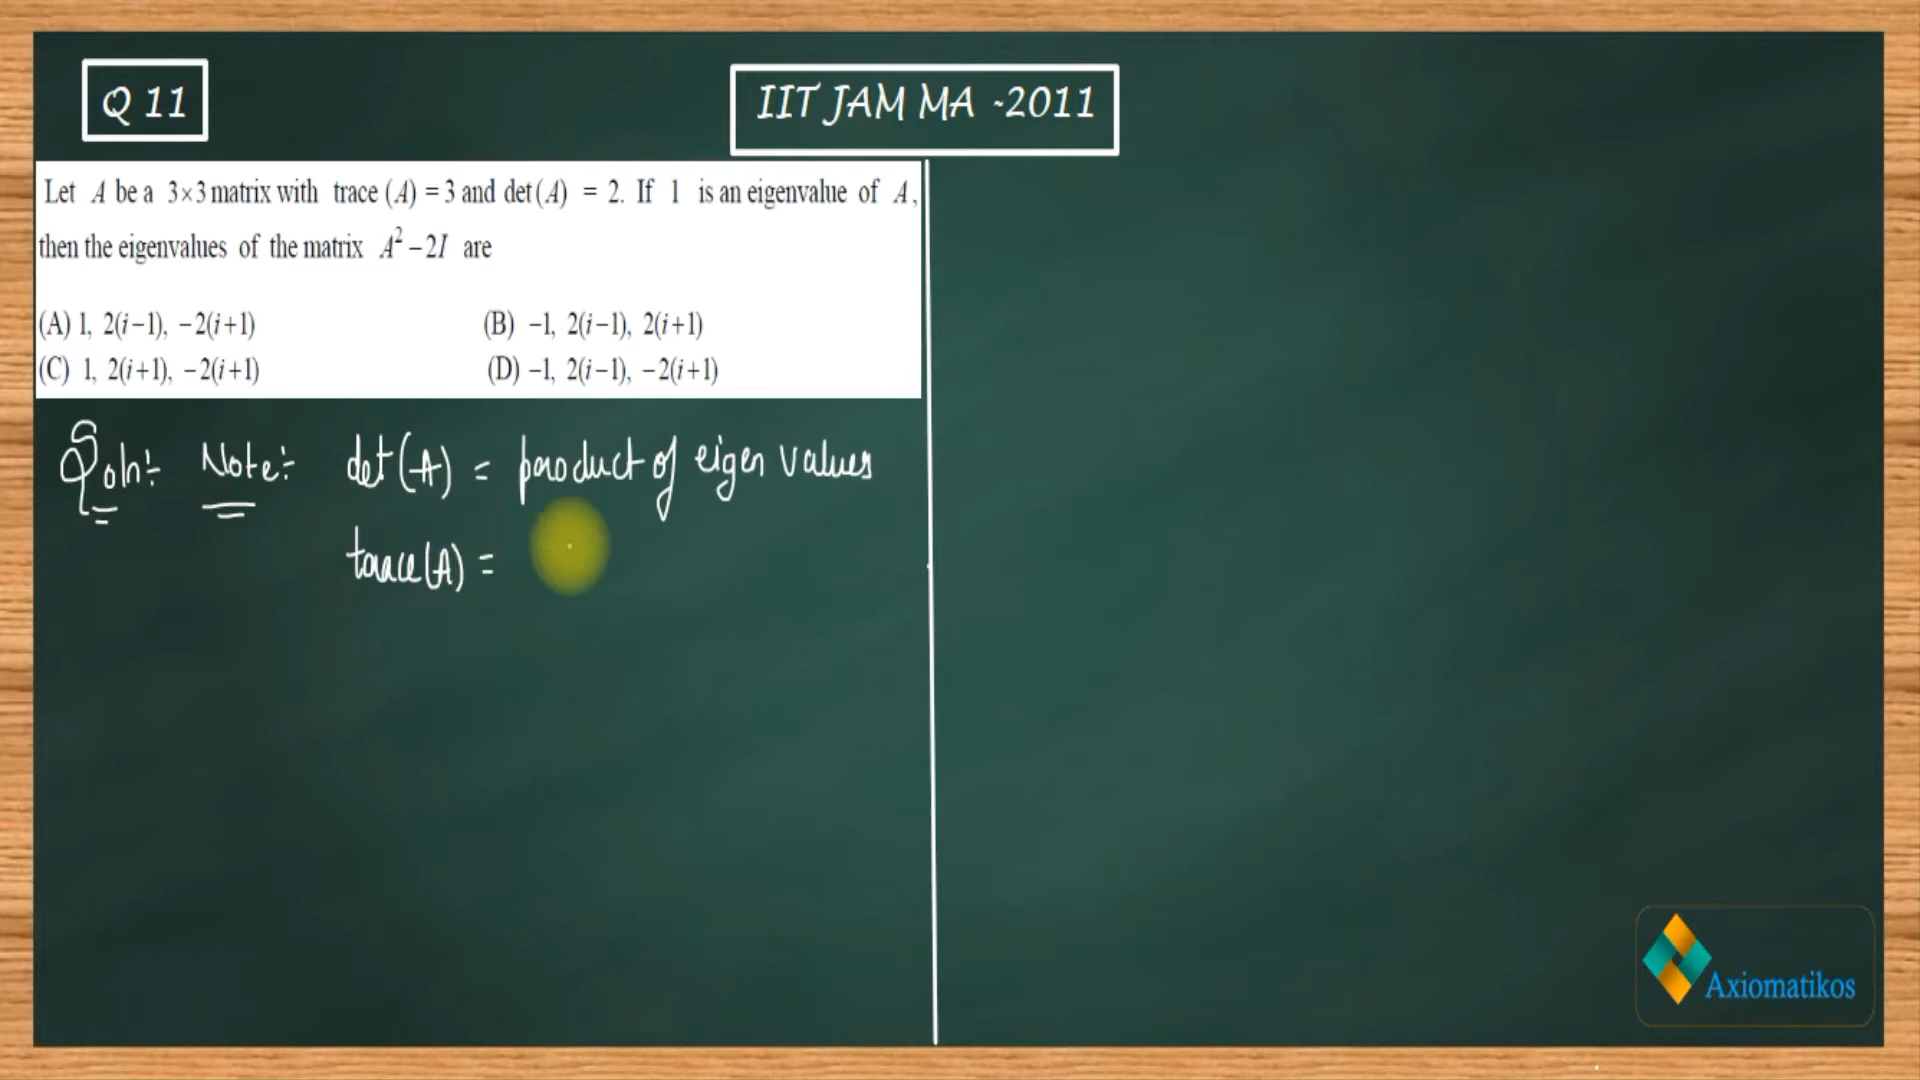 Q 11
IIT JAM MA -2011
Let A be a 3×3 matrix with trace (A) = 3 and det(A) = 2. If 1 is an eigenvalue of A,
then the eigenvalues of the matrix A² – 2I are
(A) 1, 2(i−1), −2(i+1) (B) −1, 2(i−1), 2(i+1)
(C) 1, 2(i+1), −2(i+1) (D) −1, 2(i−1), −2(i+1)
Soln:- Note:- det(A) = product of eigen values
trace(A) =
Axiomatikos